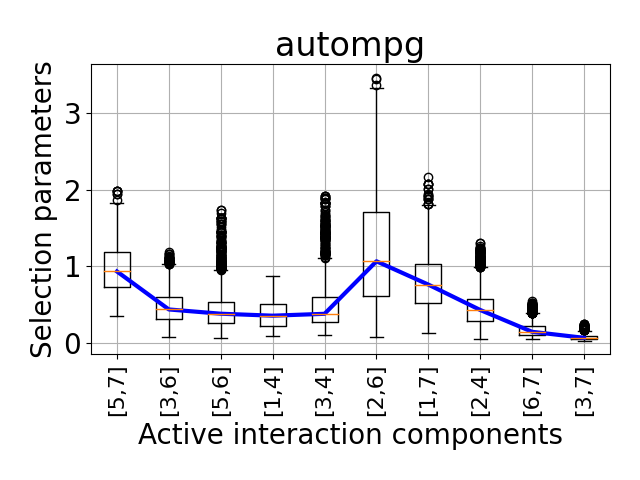 autompg
Selection parameters
3
2
1
0
[5,7] [3,6] [5,6] [1,4] [3,4] [2,6] [1,7] [2,4] [6,7] [3,7]
Active interaction components